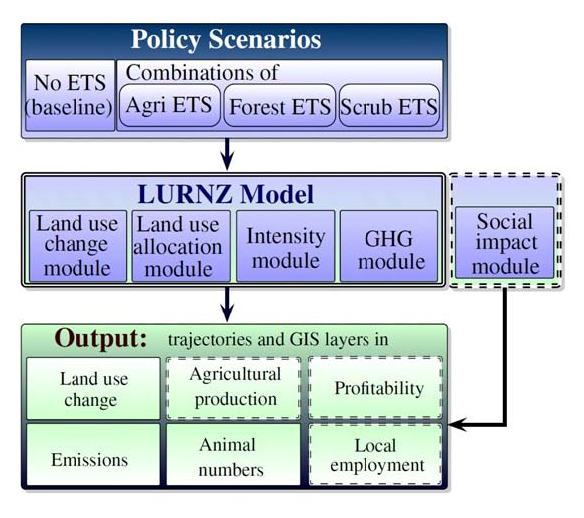 Policy Scenarios
No ETS
(baseline)
Combinations of
Agri ETS
Forest ETS
Scrub ETS
LURNZ Model
Land use
change
module
Land use
allocation
module
Intensity
module
GHG
module
Social
impact
module
Output: trajectories and GIS layers in
Land use
change
Agricultural
production
Profitability
Emissions
Animal
numbers
Local
employment